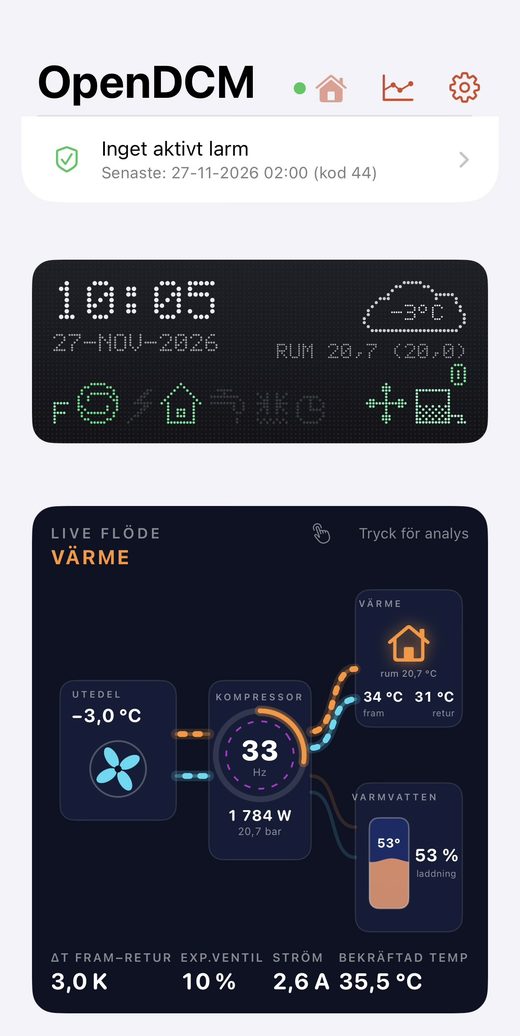 OpenDCM
Inget aktivt larm
Senaste: 27-11-2026 02:00 (kod 44)
10:05
-3°C
27-NOV-2026
RUM 20,7 (20,0)
0
F
LIVE FLÖDE
Tryck för analys
VÄRME
VÄRME
rum 20,7 °C
34 °C 31 °C
fram retur
UTEDEL
−3,0 °C
KOMPRESSOR
33
Hz
1 784 W
20,7 bar
VARMVATTEN
53°
53 %
laddning
ΔT FRAM–RETUR EXP.VENTIL STRÖM BEKRÄFTAD TEMP
3,0 K 10 % 2,6 A 35,5 °C